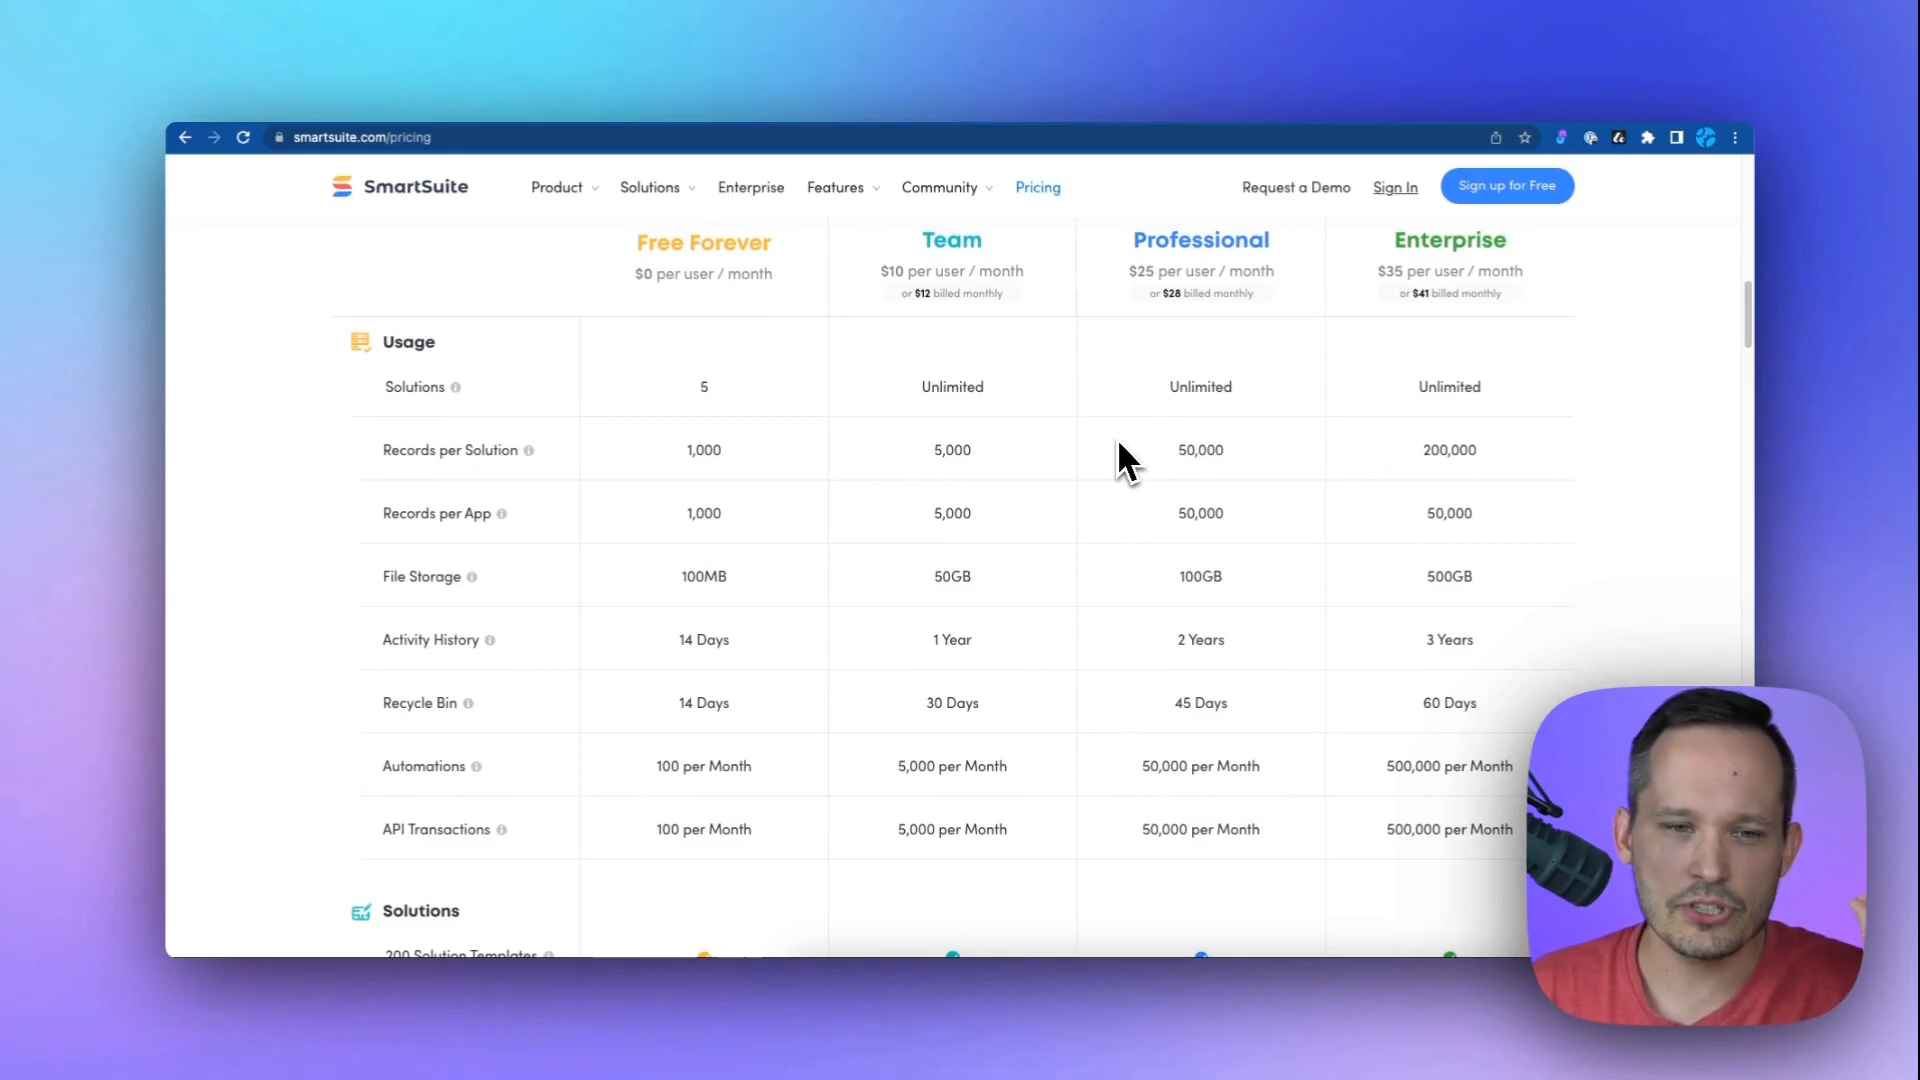 smartsuite.com/pricing
SmartSuite Product Solutions Enterprise Features Community Pricing Request a Demo Sign In Sign up for Free
Free Forever Team Professional Enterprise
$0 per user / month $10 per user / month $25 per user / month $35 per user / month
or $12 billed monthly or $28 billed monthly or $41 billed monthly
Usage
Solutions 5 Unlimited Unlimited Unlimited
Records per Solution 1,000 5,000 50,000 200,000
Records per App 1,000 5,000 50,000 50,000
File Storage 100MB 50GB 100GB 500GB
Activity History 14 Days 1 Year 2 Years 3 Years
Recycle Bin 14 Days 30 Days 45 Days 60 Days
Automations 100 per Month 5,000 per Month 50,000 per Month 500,000 per Month
API Transactions 100 per Month 5,000 per Month 50,000 per Month 500,000 per Month
Solutions
200 Solution Templates